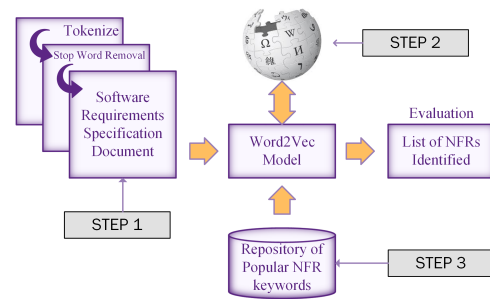 Tokenize
Stop Word Removal
Software
Requirements
Specification
Document
STEP 1
Ω
W
維
И
STEP 2
Word2Vec
Model
Evaluation
List of NFRs
Identified
Repository of
Popular NFR
keywords
STEP 3